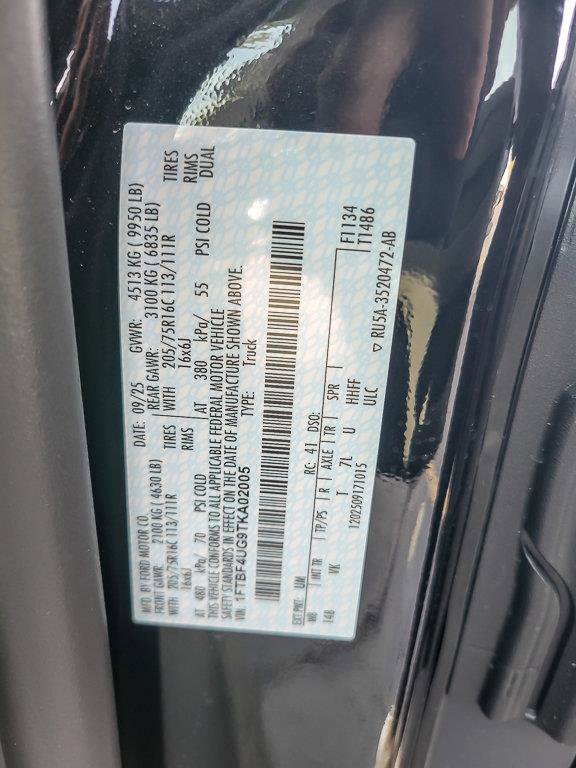 MFD. BY FORD MOTOR CO. DATE: 09/25 GVWR: 4513 KG ( 9950 LB)
FRONT GAWR: 2100 KG ( 4630 LB) REAR GAWR: 3100 KG ( 6835 LB)
205/75R16C 113/111R TIRES WITH 205/75R16C 113/111R TIRES
16x6J RIMS 16x6J RIMS
AT 480 kPa/ 70 PSI COLD AT 380 kPa/ 55 PSI COLD DUAL
THIS VEHICLE CONFORMS TO ALL APPLICABLE FEDERAL MOTOR VEHICLE
SAFETY STANDARDS IN EFFECT ON THE DATE OF MANUFACTURE SHOWN ABOVE.
VIN: 1FTBF4UG9TKA02005 TYPE: Truck
EXT PNT: UM RC: 41 DSO: F1134
WB INT TR TP/PS R AXLE TR SPR T1486
148 VK T 7L U HHFF
1202509171015 ULC
RU5A-3520472-AB